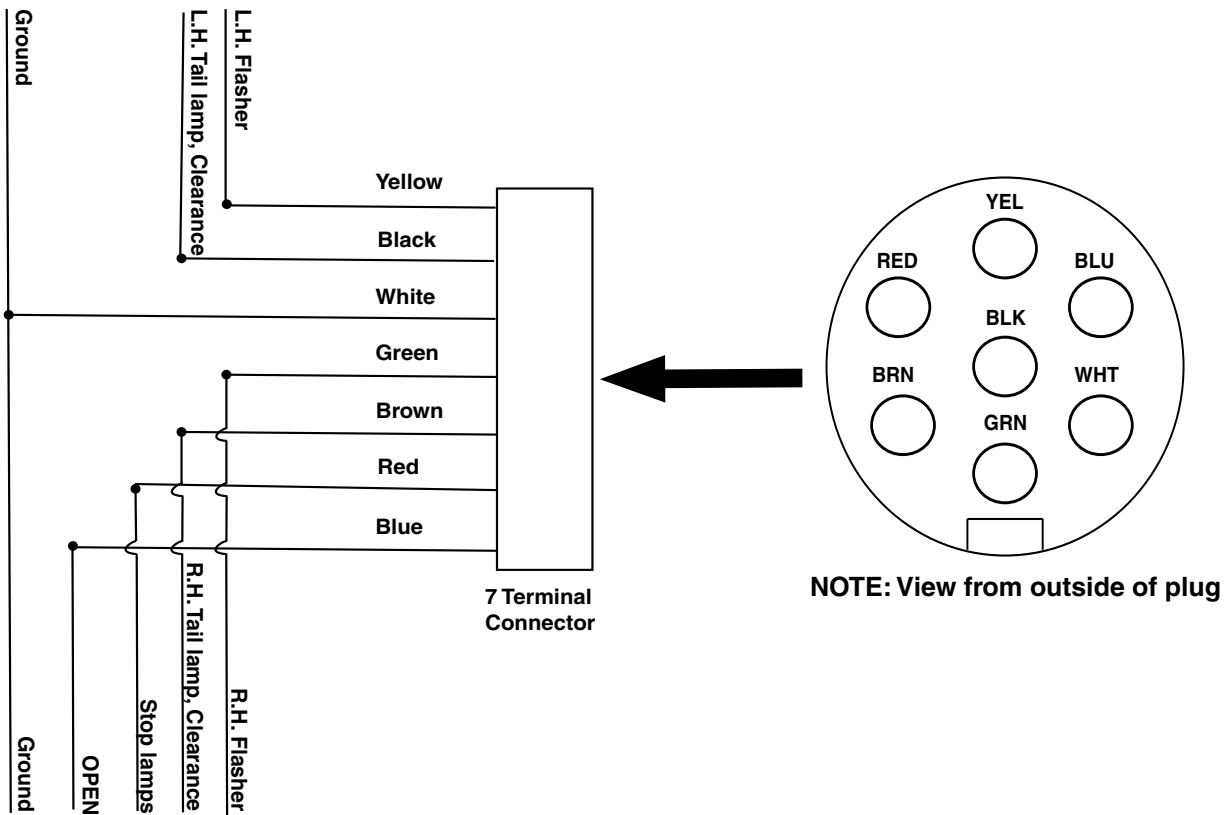 Ground
L.H. Tail lamp, Clearance
L.H. Flasher
Yellow
Black
White
Green
Brown
Red
Blue
7 Terminal
Connector
Ground
OPEN
Stop lamps
R.H. Tail lamp, Clearance
R.H. Flasher
YEL
RED
BLU
BLK
BRN
WHT
GRN
NOTE: View from outside of plug